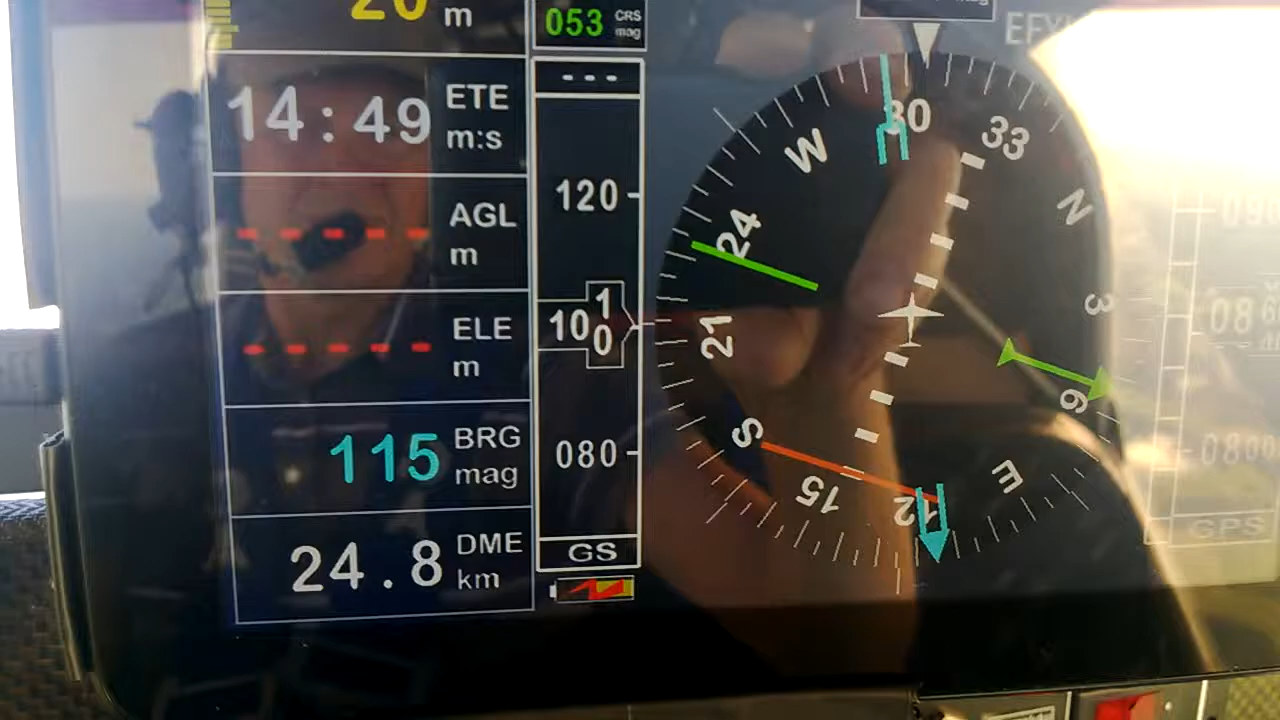 20 m
053 CRS mag
14:49 ETE m:s
AGL m
ELE m
115 BRG mag
24.8 DME km
---
120
100
1
080
GS
W
30
33
N
3
6
E
12
15
S
21
24
GPS